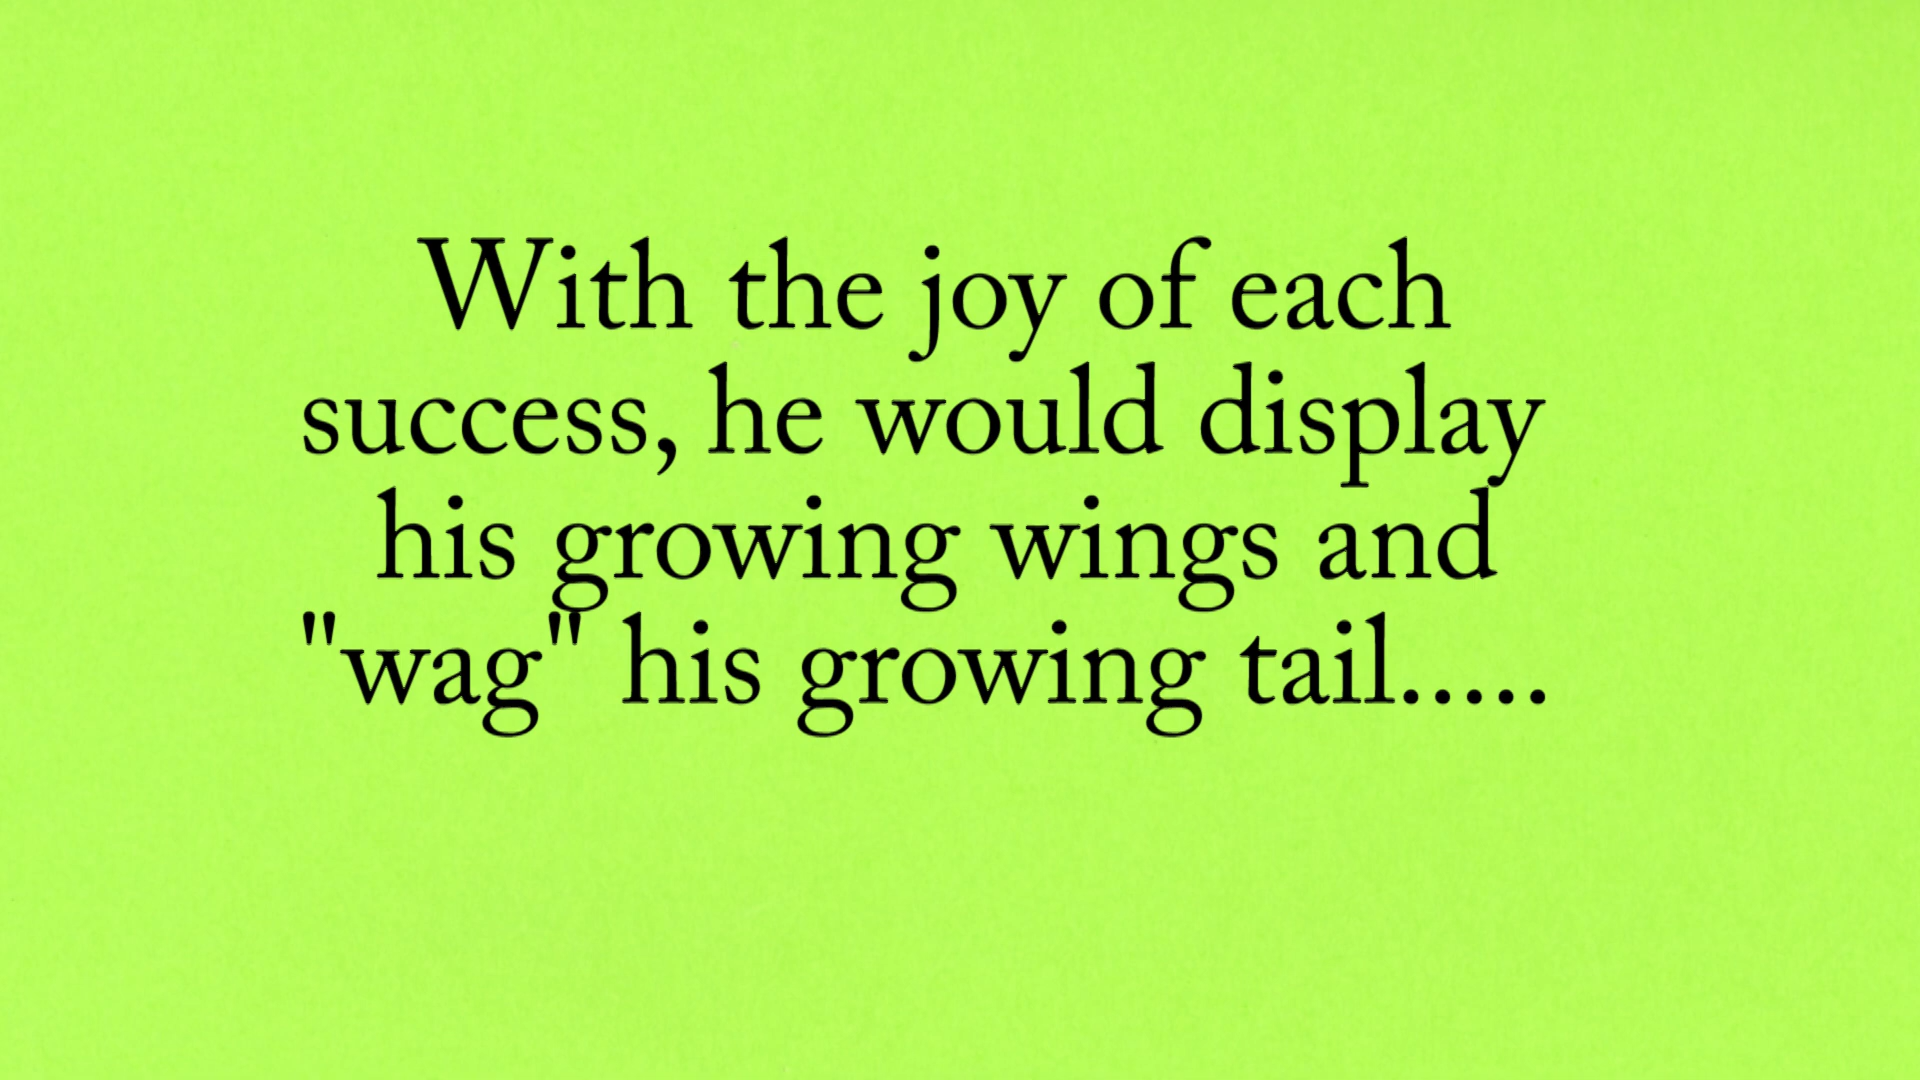 With the joy of each
success, he would display
his growing wings and
"wag" his growing tail.....